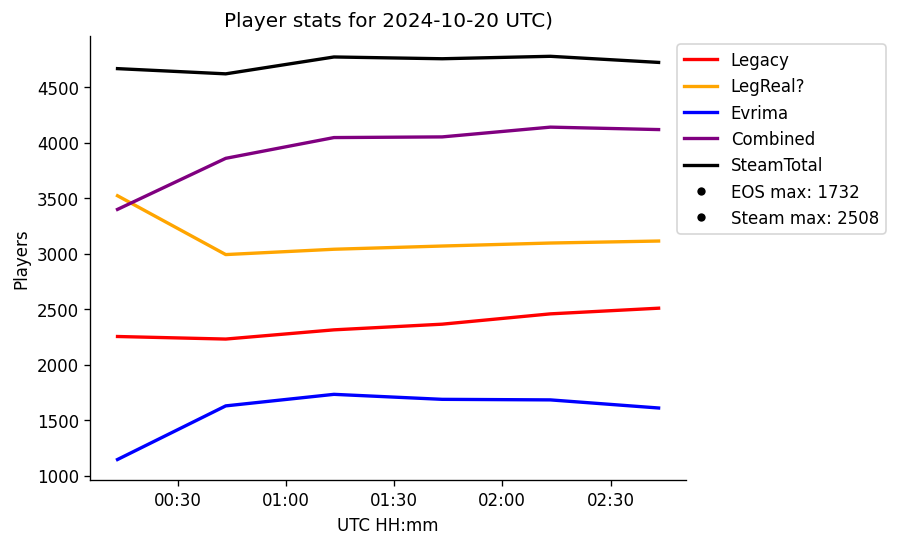 Player stats for 2024-10-20 UTC)
Legacy
LegReal?
Evrima
Combined
SteamTotal
EOS max: 1732
Steam max: 2508
Players
4500
4000
3500
3000
2500
2000
1500
1000
00:30 01:00 01:30 02:00 02:30
UTC HH:mm